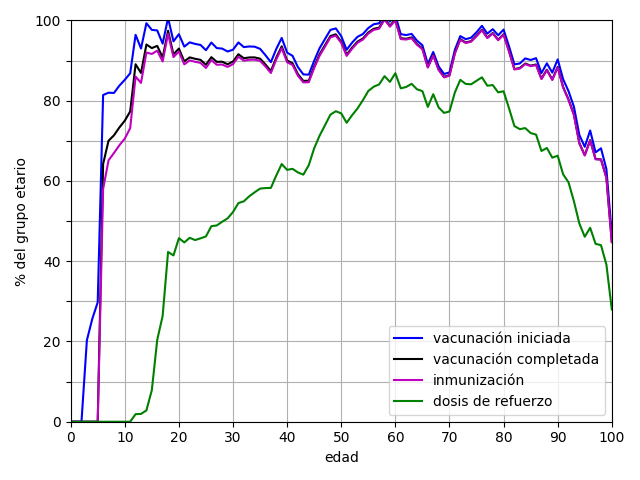 100
80
60
40
20
0
% del grupo etario
0 10 20 30 40 50 60 70 80 90 100
edad
vacunación iniciada
vacunación completada
inmunización
dosis de refuerzo